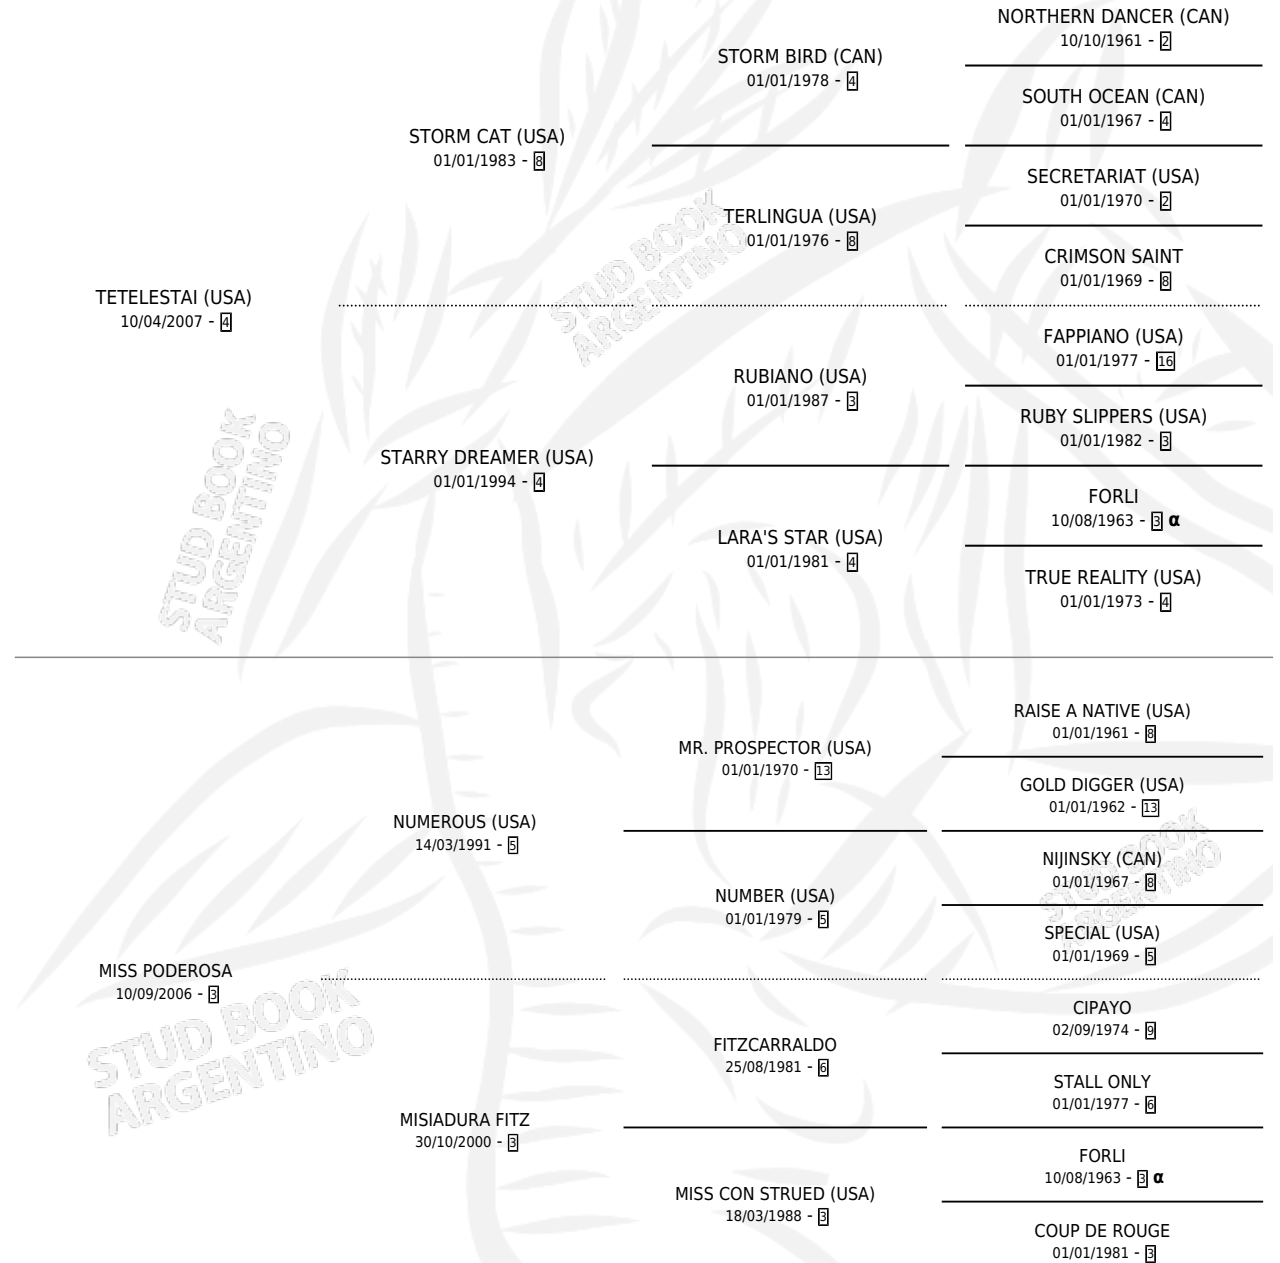 NORTHERN DANCER (CAN)
10/10/1961 - 2
STORM BIRD (CAN)
01/01/1978 - 4
SOUTH OCEAN (CAN)
01/01/1967 - 4
STORM CAT (USA)
01/01/1983 - 8
SECRETARIAT (USA)
01/01/1970 - 2
TERLINGUA (USA)
01/01/1976 - 8
CRIMSON SAINT
01/01/1969 - 8
TETELESTAI (USA)
10/04/2007 - 4
FAPPIANO (USA)
01/01/1977 - 16
RUBIANO (USA)
01/01/1987 - 3
RUBY SLIPPERS (USA)
01/01/1982 - 3
STARRY DREAMER (USA)
01/01/1994 - 4
FORLI
10/08/1963 - 3 α
LARA'S STAR (USA)
01/01/1981 - 4
TRUE REALITY (USA)
01/01/1973 - 4
RAISE A NATIVE (USA)
01/01/1961 - 8
MR. PROSPECTOR (USA)
01/01/1970 - 13
GOLD DIGGER (USA)
01/01/1962 - 13
NUMEROUS (USA)
14/03/1991 - 5
NIJINSKY (CAN)
01/01/1967 - 8
NUMBER (USA)
01/01/1979 - 5
SPECIAL (USA)
01/01/1969 - 5
MISS PODEROSA
10/09/2006 - 3
CIPAYO
02/09/1974 - 9
FITZCARRALDO
25/08/1981 - 6
STALL ONLY
01/01/1977 - 6
MISIADURA FITZ
30/10/2000 - 3
FORLI
10/08/1963 - 3 α
MISS CON STRUED (USA)
18/03/1988 - 3
COUP DE ROUGE
01/01/1981 - 3
STUD BOOK
ARGENTINO
STUD BOOK
ARGENTINO
STUD BOOK
ARGENTINO
STUD BOOK
ARGENTINO